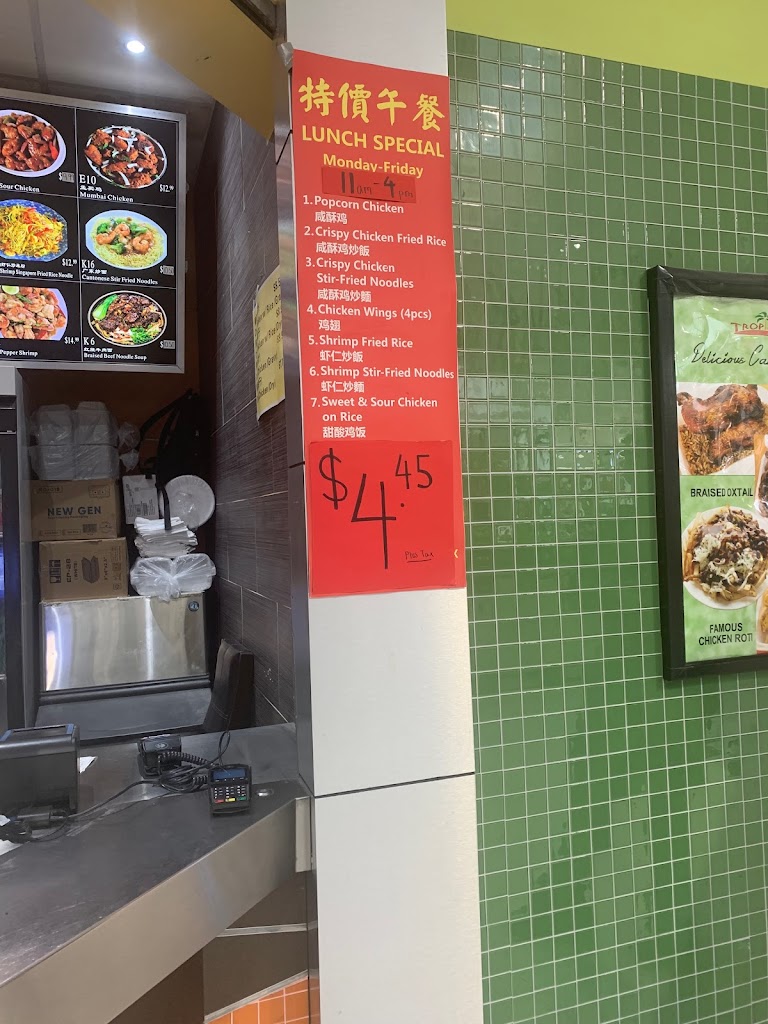 Sour Chicken
E10
Mumbai Chicken
$12.99
$12.99
Shrimp Singapore Fried Rice Noodle
K16
Cantonese Stir Fried Noodles
Pepper Shrimp
$14.99
K6
Braised Beef Noodle Soup
NEW GEN
特價午餐
LUNCH SPECIAL
Monday-Friday
11am-4pm
1. Popcorn Chicken
咸酥鸡
2. Crispy Chicken Fried Rice
咸酥鸡炒飯
3. Crispy Chicken
Stir-Fried Noodles
咸酥鸡炒麵
4. Chicken Wings (4pcs)
鸡翅
5. Shrimp Fried Rice
虾仁炒飯
6. Shrimp Stir-Fried Noodles
虾仁炒麵
7. Sweet & Sour Chicken
on Rice
甜酸鸡饭
$4.45
Plus Tax
TROP
Delicious Ca
BRAISED OXTAIL
FAMOUS
CHICKEN ROTI